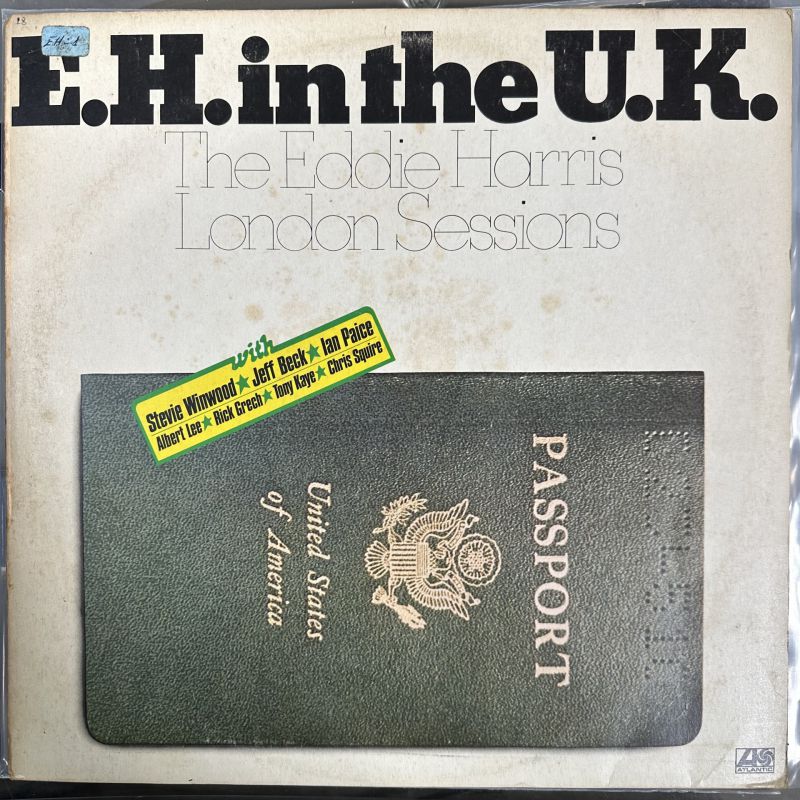 28
E.H. in the U.K.
The Eddie Harris
London Sessions
with
Stevie Winwood★Jeff Beck★Ian Paice
Albert Lee★Rick Grech★Tony Kaye★Chris Squire
PASSPORT
United States
of America
ATLANTIC